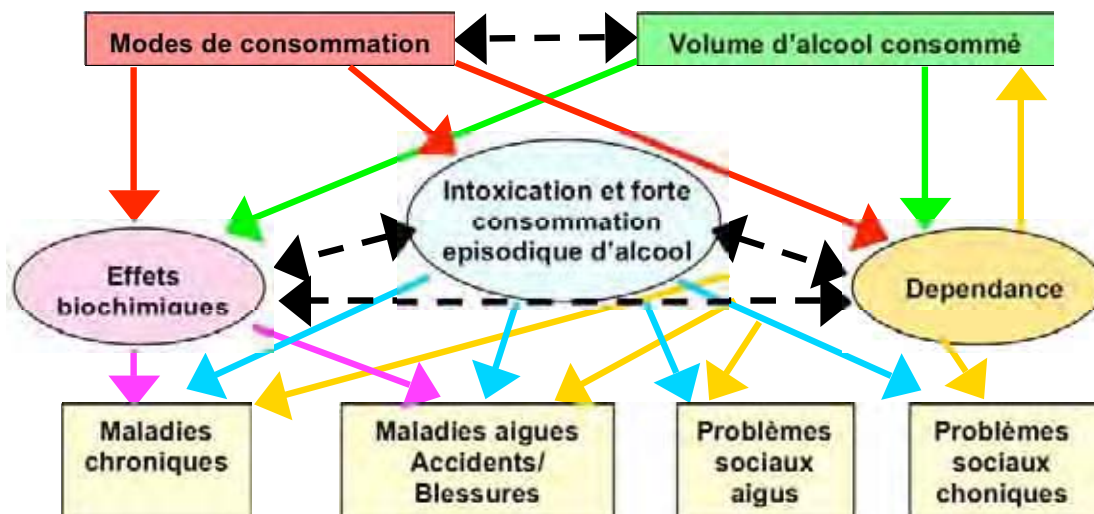 Modes de consommation
Volume d'alcool consommé
Intoxication et forte
consommation
episodique d'alcool
Effets
biochimiques
Dependance
Maladies
chroniques
Maladies aigues
Accidents/
Blessures
Problèmes
sociaux
aigus
Problèmes
sociaux
choniques